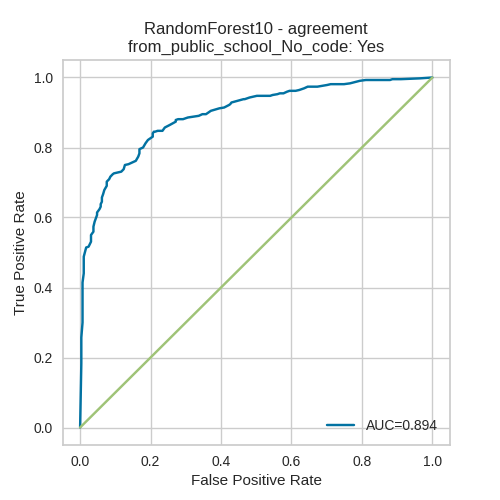 RandomForest10 - agreement
from_public_school_No_code: Yes
True Positive Rate
1.0
0.8
0.6
0.4
0.2
0.0
AUC=0.894
0.0 0.2 0.4 0.6 0.8 1.0
False Positive Rate